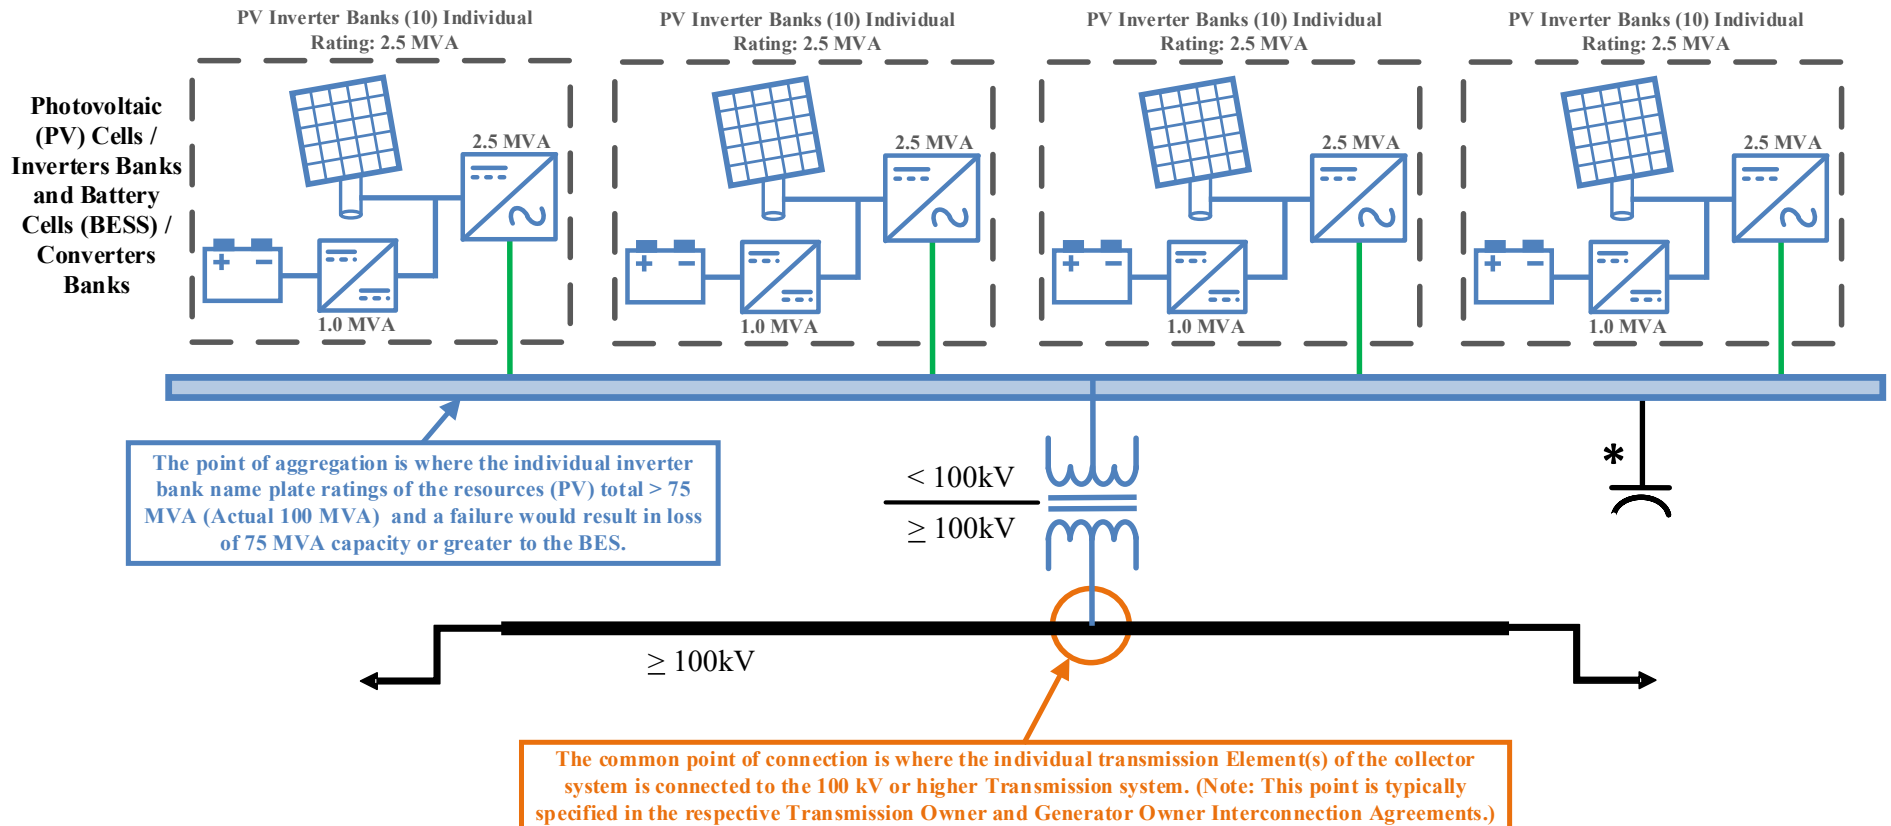 PV Inverter Banks (10) Individual
Rating: 2.5 MVA
PV Inverter Banks (10) Individual
Rating: 2.5 MVA
PV Inverter Banks (10) Individual
Rating: 2.5 MVA
PV Inverter Banks (10) Individual
Rating: 2.5 MVA
Photovoltaic
(PV) Cells /
Inverters Banks
and Battery
Cells (BESS) /
Converters
Banks
2.5 MVA
+ −
1.0 MVA
2.5 MVA
+ −
1.0 MVA
2.5 MVA
+ −
1.0 MVA
2.5 MVA
+ −
1.0 MVA
The point of aggregation is where the individual inverter
bank name plate ratings of the resources (PV) total > 75
MVA (Actual 100 MVA) and a failure would result in loss
of 75 MVA capacity or greater to the BES.
< 100kV
≥ 100kV
*
≥ 100kV
The common point of connection is where the individual transmission Element(s) of the collector
system is connected to the 100 kV or higher Transmission system. (Note: This point is typically
specified in the respective Transmission Owner and Generator Owner Interconnection Agreements.)